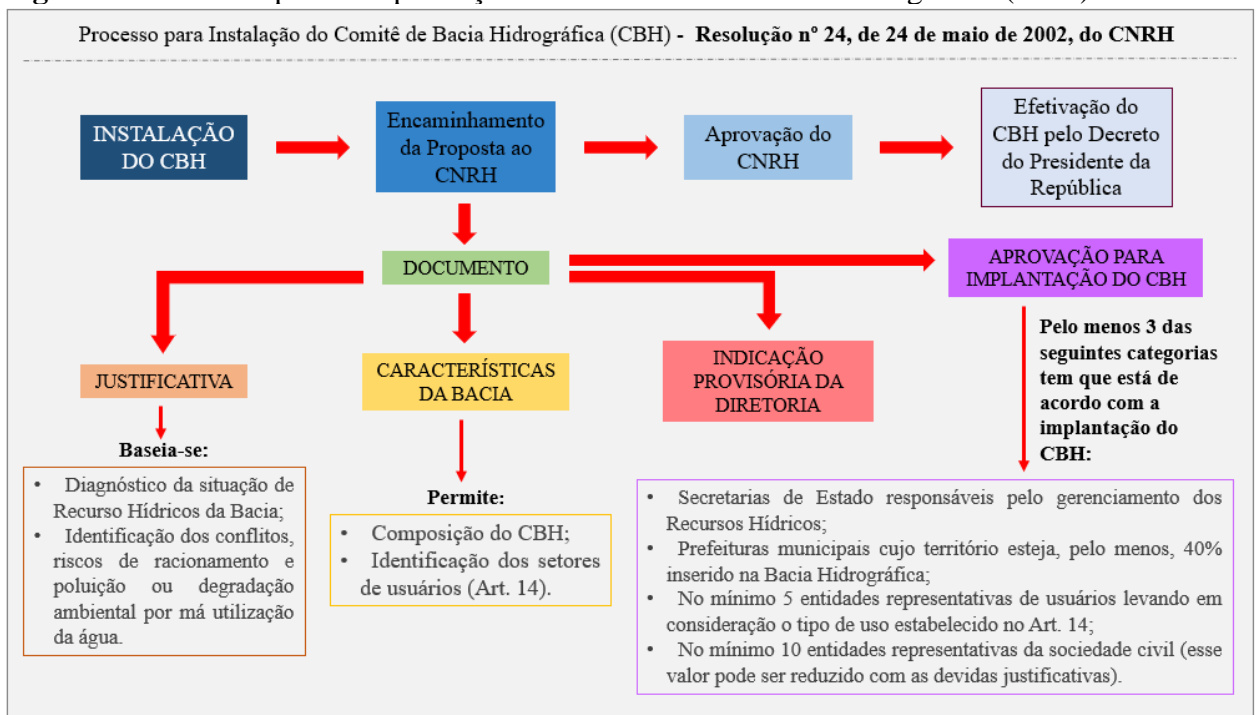 Processo para Instalação do Comitê de Bacia Hidrográfica (CBH) - Resolução nº 24, de 24 de maio de 2002, do CNRH
INSTALAÇÃO
DO CBH
Encaminhamento
da Proposta ao
CNRH
Aprovação do
CNRH
Efetivação do
CBH pelo Decreto
do Presidente da
República
DOCUMENTO
APROVAÇÃO PARA
IMPLANTAÇÃO DO CBH
JUSTIFICATIVA
CARACTERÍSTICAS
DA BACIA
INDICAÇÃO
PROVISÓRIA DA
DIRETORIA
Pelo menos 3 das
seguintes categorias
tem que está de
acordo com a
implantação do
CBH:
Baseia-se:
• Diagnóstico da situação de
Recurso Hídricos da Bacia;
• Identificação dos conflitos,
riscos de racionamento e
poluição ou degradação
ambiental por má utilização
da água.
Permite:
• Composição do CBH;
• Identificação dos setores
de usuários (Art. 14).
• Secretarias de Estado responsáveis pelo gerenciamento dos
Recursos Hídricos;
• Prefeituras municipais cujo território esteja, pelo menos, 40%
inserido na Bacia Hidrográfica;
• No mínimo 5 entidades representativas de usuários levando em
consideração o tipo de uso estabelecido no Art. 14;
• No mínimo 10 entidades representativas da sociedade civil (esse
valor pode ser reduzido com as devidas justificativas).